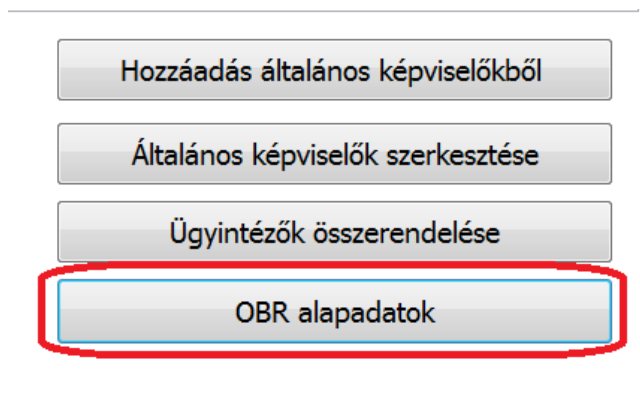 Hozzáadás általános képviselőkből
Általános képviselők szerkesztése
Ügyintézők összerendelése
OBR alapadatok